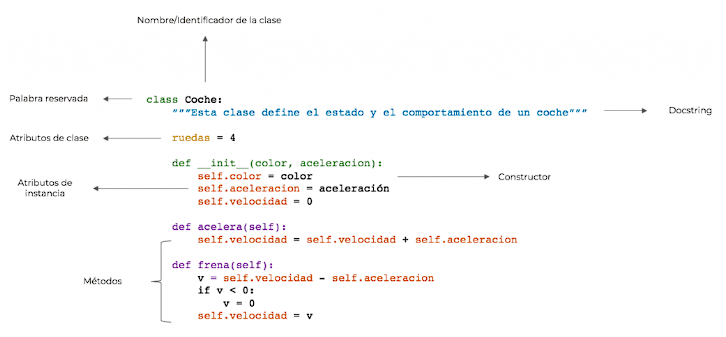 Nombre/Identificador de la clase
Palabra reservada
class Coche:
"""Esta clase define el estado y el comportamiento de un coche"""
Docstring
Atributos de clase
ruedas = 4
def __init__(color, aceleracion):
self.color = color
Constructor
Atributos de
instancia
self.aceleracion = aceleración
self.velocidad = 0
def acelera(self):
self.velocidad = self.velocidad + self.aceleracion
Métodos
def frena(self):
v = self.velocidad - self.aceleracion
if v < 0:
v = 0
self.velocidad = v